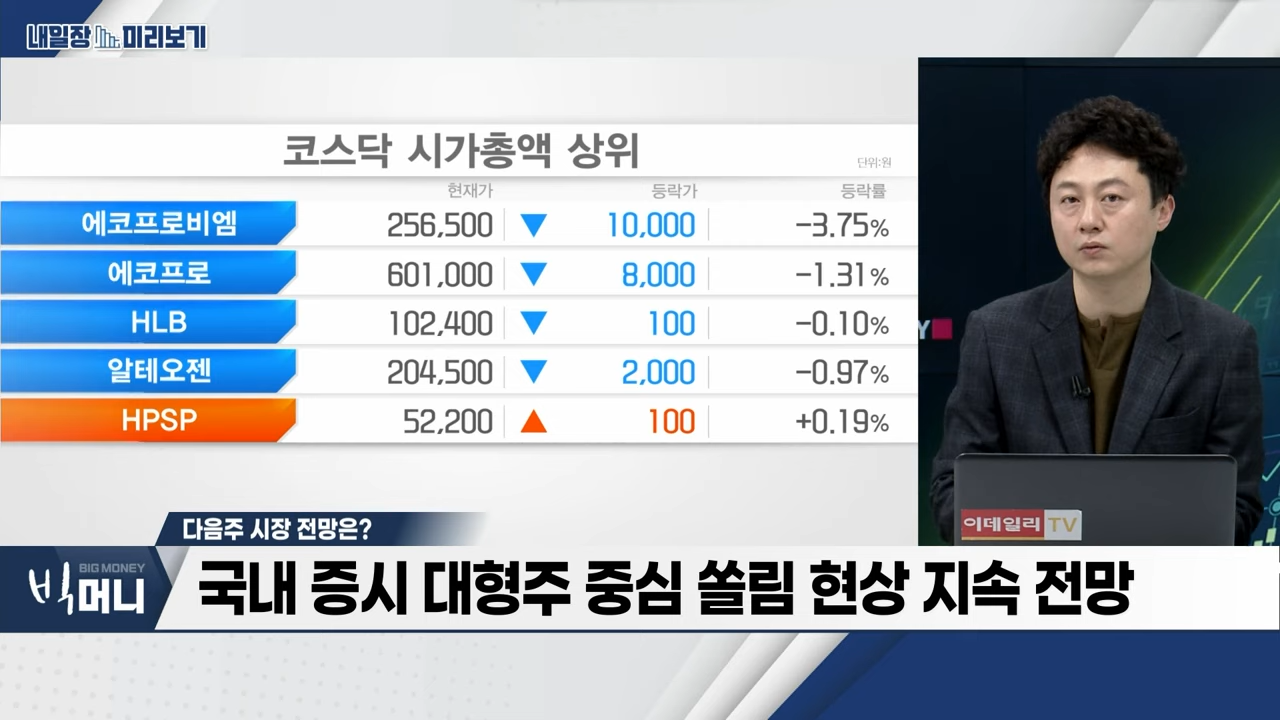 내일장 미리보기
코스닥 시가총액 상위
단위:원
현재가 등락가 등락률
에코프로비엠 256,500 ▼ 10,000 -3.75%
에코프로 601,000 ▼ 8,000 -1.31%
HLB 102,400 ▼ 100 -0.10%
알테오젠 204,500 ▼ 2,000 -0.97%
HPSP 52,200 ▲ 100 +0.19%
Y
이데일리TV
다음주 시장 전망은?
BIG MONEY
빅머니
국내 증시 대형주 중심 쏠림 현상 지속 전망